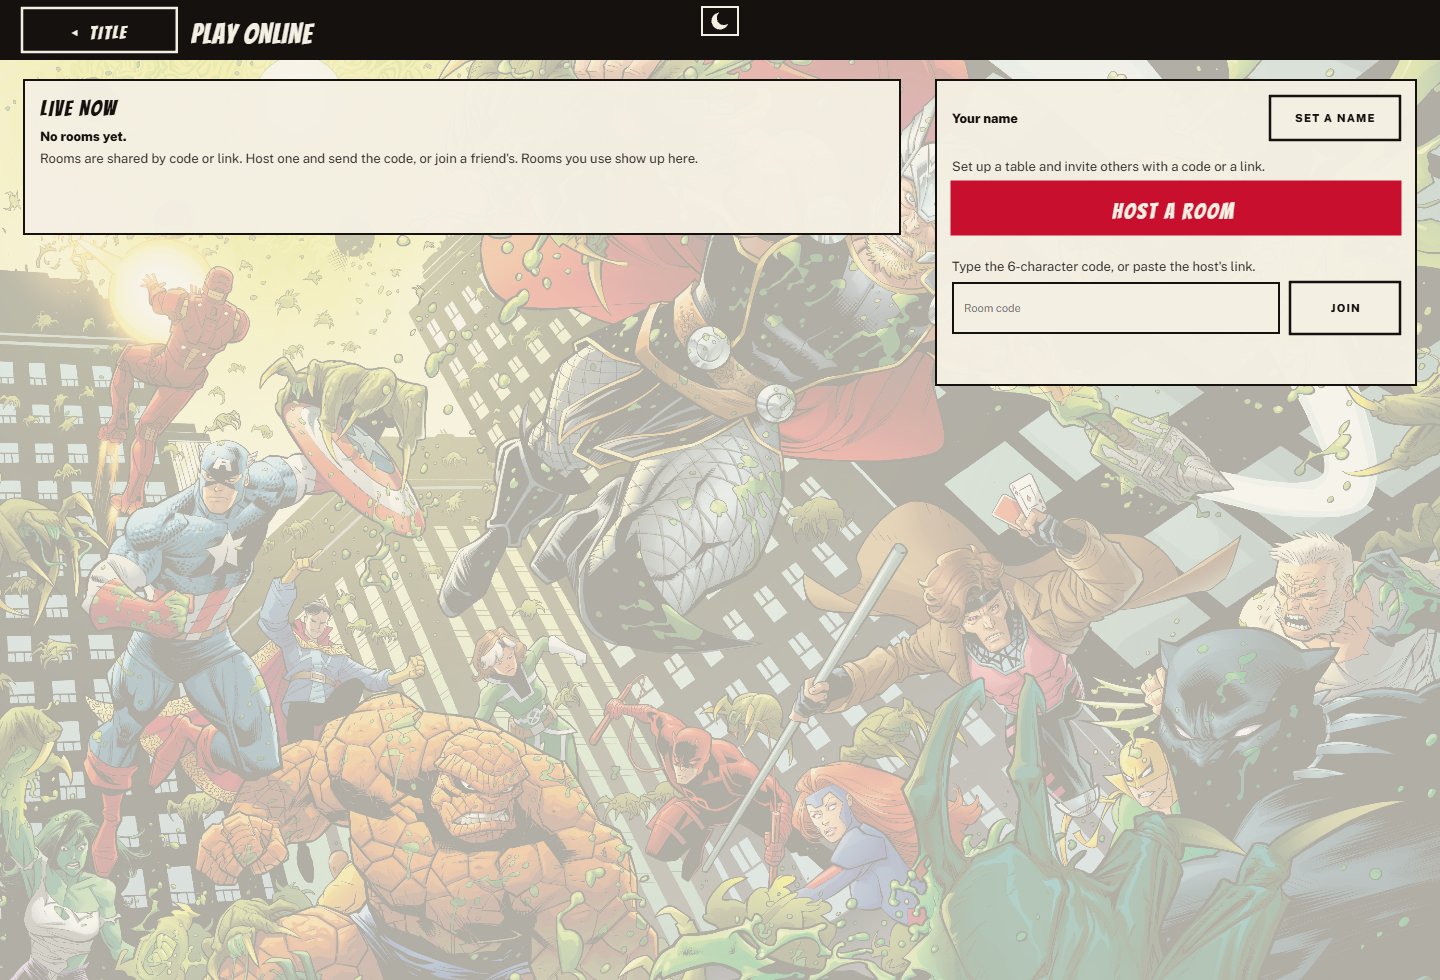 ◂ TITLE
PLAY ONLINE
LIVE NOW
No rooms yet.
Rooms are shared by code or link. Host one and send the code, or join a friend's. Rooms you use show up here.
Your name
SET A NAME
Set up a table and invite others with a code or a link.
HOST A ROOM
Type the 6-character code, or paste the host's link.
Room code
JOIN